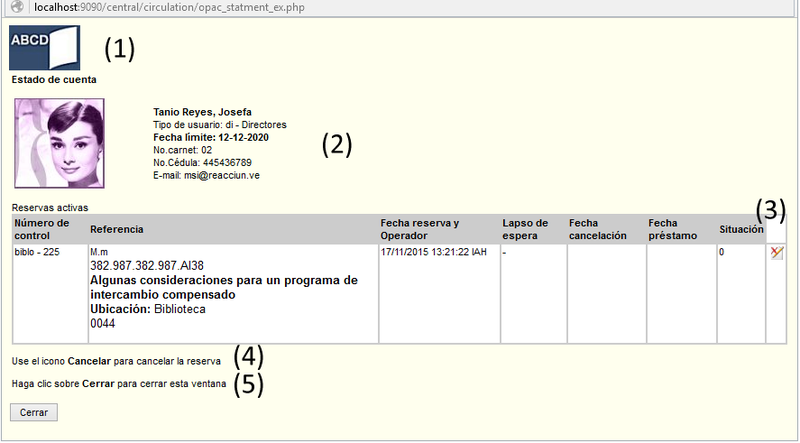 localhost:9090/central/circulation/opac_statment_ex.php
ABCD
(1)
Estado de cuenta
Tanio Reyes, Josefa
Tipo de usuario: di - Directores
Fecha límite: 12-12-2020
(2)
No.carnet: 02
No.Cédula: 445436789
E-mail: msi@reacciun.ve
Reservas activas
(3)
Número de control Referencia Fecha reserva y Operador Lapso de espera Fecha cancelación Fecha préstamo Situación
biblo - 225 M.m 17/11/2015 13:21:22 IAH - 0
382.987.382.987.AI38
Algunas consideraciones para un programa de
intercambio compensado
Ubicación: Biblioteca
0044
Use el icono Cancelar para cancelar la reserva (4)
Haga clic sobre Cerrar para cerrar esta ventana (5)
Cerrar